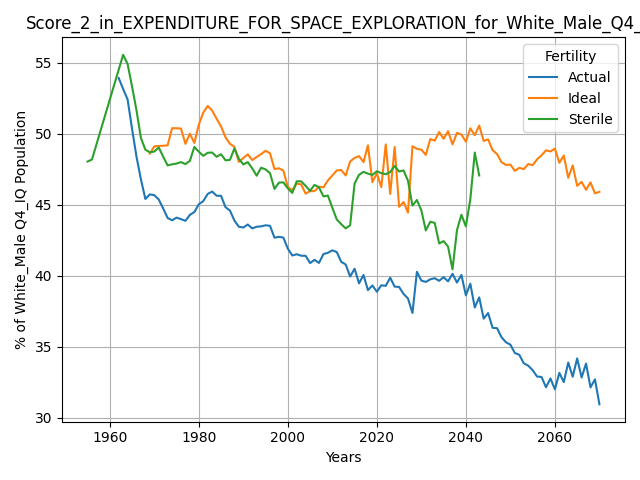 Score_2_in_EXPENDITURE_FOR_SPACE_EXPLORATION_for_White_Male_Q4_
Fertility
Actual
Ideal
Sterile
% of White_Male Q4_IQ Population
55
50
45
40
35
30
1960
1980
2000
2020
2040
2060
Years